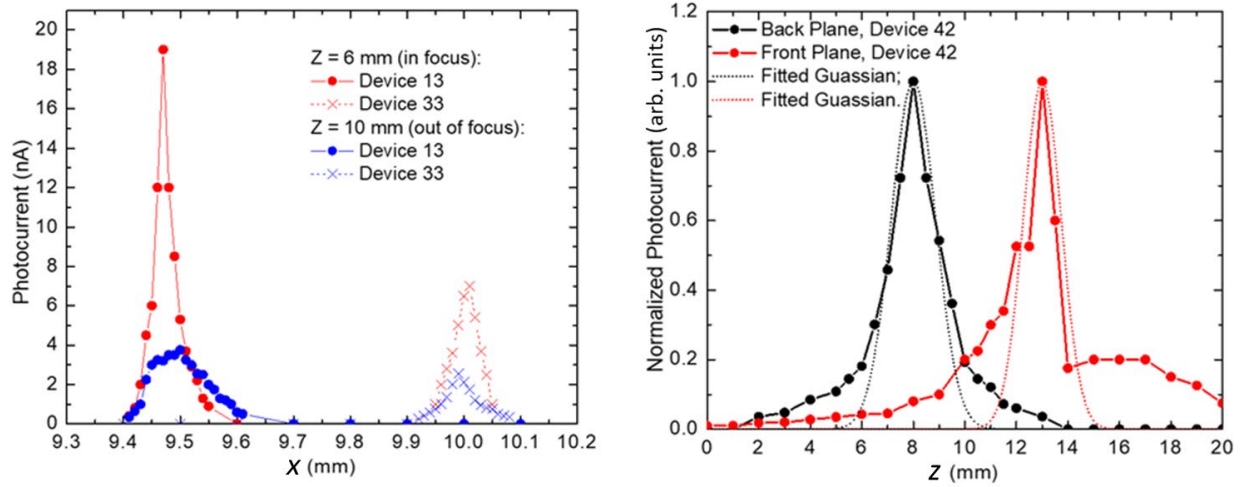 20
18
16
14
12
10
8
6
4
2
0
Photocurrent (nA)
Z = 6 mm (in focus):
Device 13
Device 33
Z = 10 mm (out of focus):
Device 13
Device 33
9.3 9.4 9.5 9.6 9.7 9.8 9.9 10.0 10.1 10.2
X (mm)
1.2
1.0
0.8
0.6
0.4
0.2
0.0
Normalized Photocurrent (arb. units)
Back Plane, Device 42
Front Plane, Device 42
Fitted Guassian;
Fitted Guassian.
0 2 4 6 8 10 12 14 16 18 20
Z (mm)